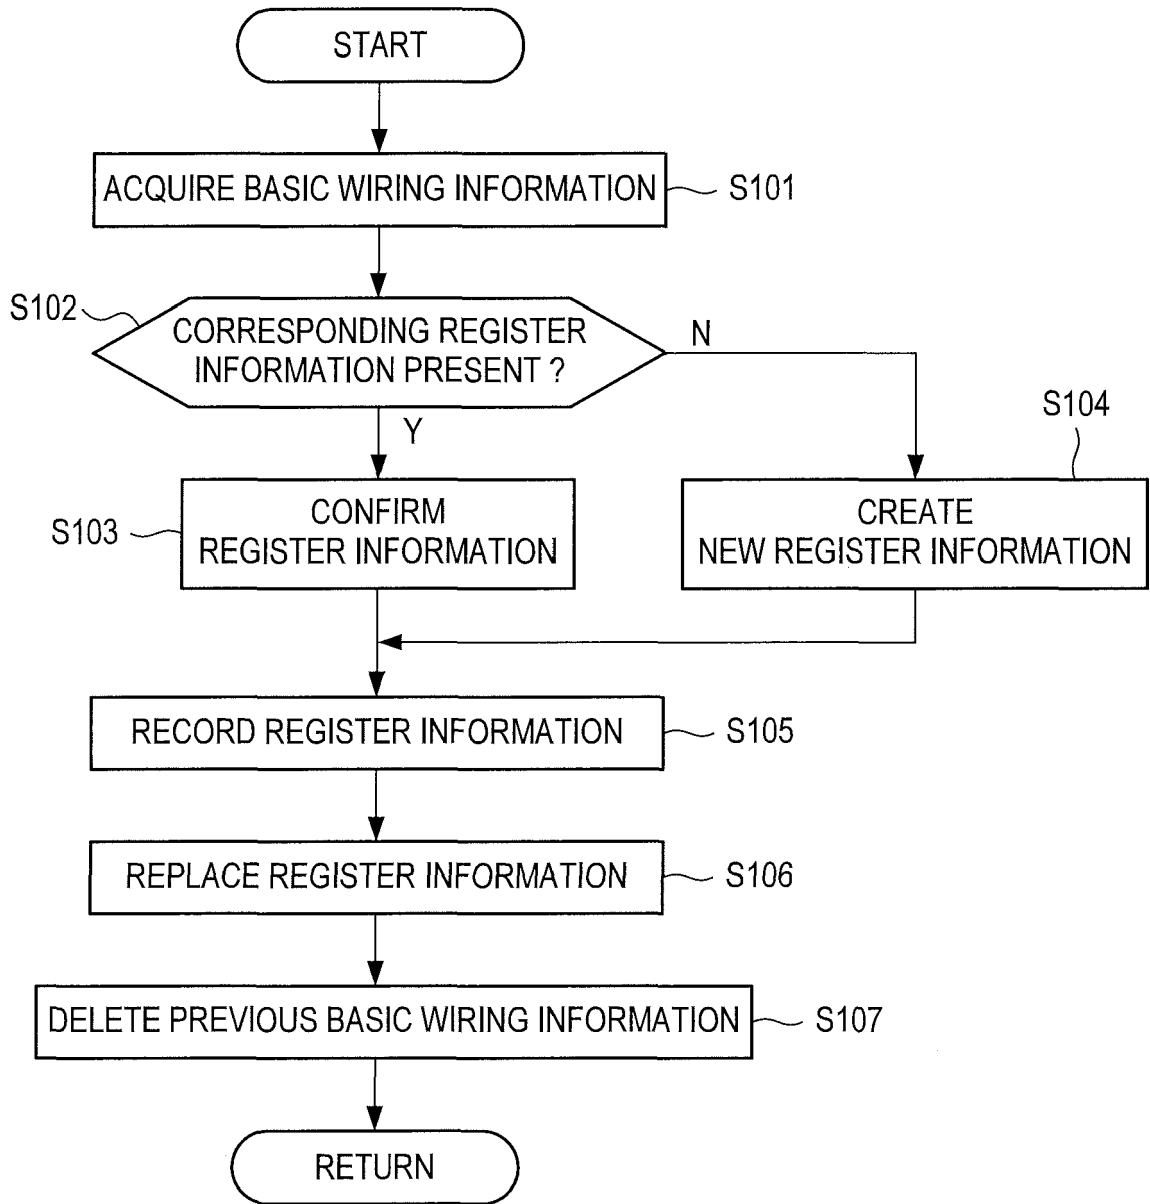 START
ACQUIRE BASIC WIRING INFORMATION
S101
S102
CORRESPONDING REGISTER
INFORMATION PRESENT ?
N
Y
S104
S103
CONFIRM
REGISTER INFORMATION
CREATE
NEW REGISTER INFORMATION
RECORD REGISTER INFORMATION
S105
REPLACE REGISTER INFORMATION
S106
DELETE PREVIOUS BASIC WIRING INFORMATION
S107
RETURN